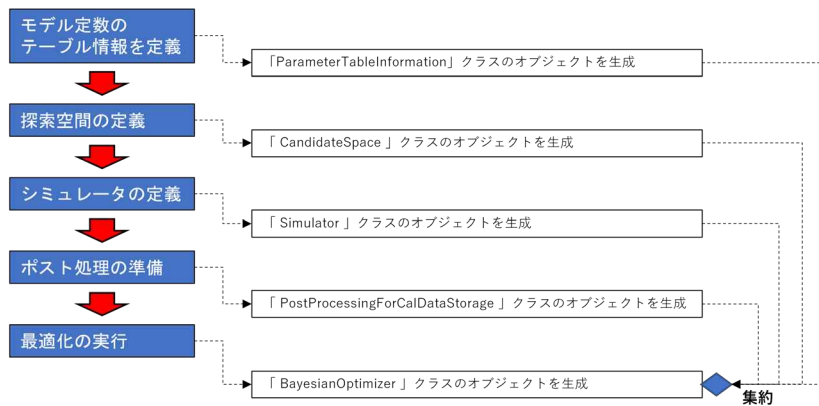 モデル定数の
テーブル情報を定義
「ParameterTableInformation」クラスのオブジェクトを生成
探索空間の定義
「 CandidateSpace 」クラスのオブジェクトを生成
シミュレータの定義
「 Simulator 」クラスのオブジェクトを生成
ポスト処理の準備
「 PostProcessingForCalDataStorage 」クラスのオブジェクトを生成
最適化の実行
「 BayesianOptimizer 」クラスのオブジェクトを生成
集約